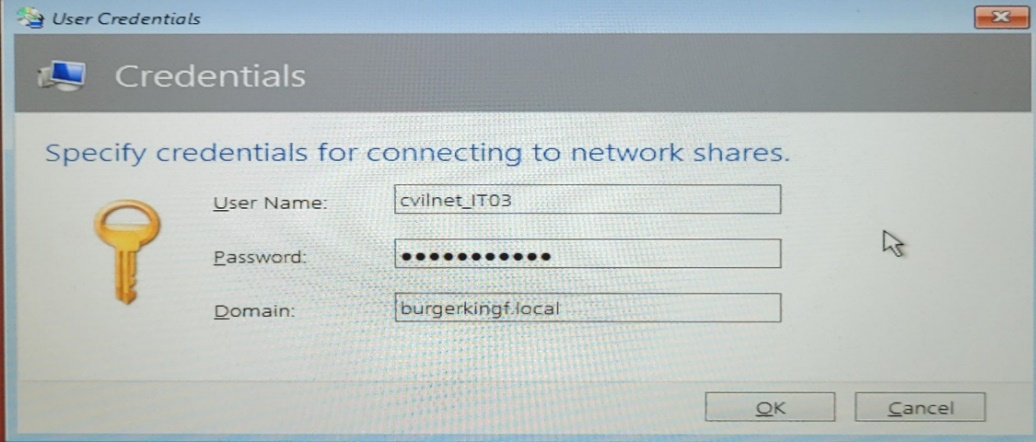 User Credentials
Credentials
Specify credentials for connecting to network shares.
User Name: cvilnet_IT03
Password: ●●●●●●●●●●●
Domain: burgerkingf.local
OK Cancel